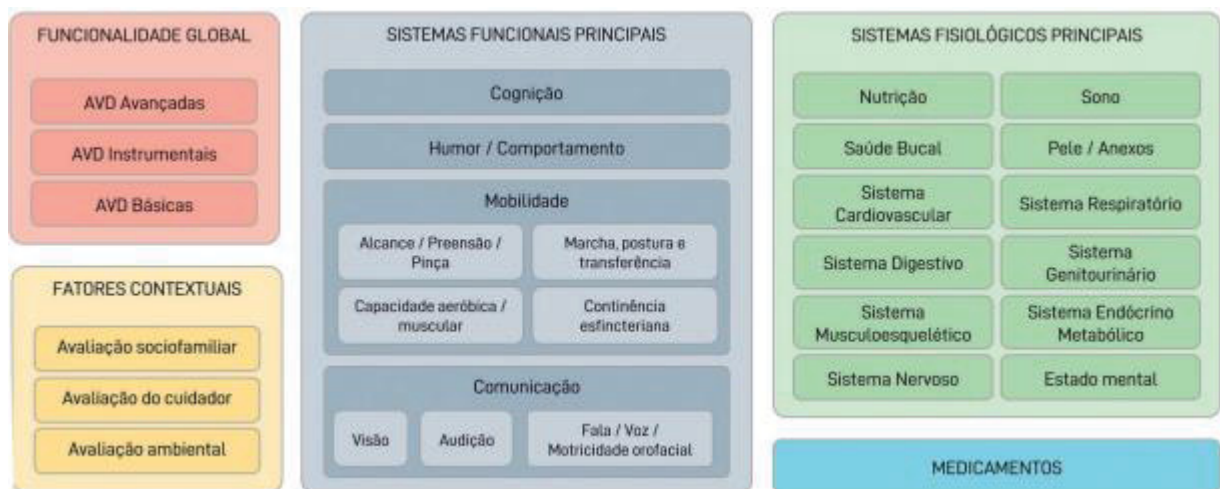 FUNCIONALIDADE GLOBAL
AVD Avançadas
AVD Instrumentais
AVD Básicas
FATORES CONTEXTUAIS
Avaliação sociofamiliar
Avaliação do cuidador
Avaliação ambiental
SISTEMAS FUNCIONAIS PRINCIPAIS
Cognição
Humor / Comportamento
Mobilidade
Alcance / Preensão /
Pinça
Marcha, postura e
transferência
Capacidade aeróbica /
muscular
Continência
esfincteriana
Comunicação
Visão
Audição
Fala / Voz /
Motricidade orofacial
SISTEMAS FISIOLÓGICOS PRINCIPAIS
Nutrição
Sono
Saúde Bucal
Pele / Anexos
Sistema
Cardiovascular
Sistema Respiratório
Sistema Digestivo
Sistema
Genitourinário
Sistema
Musculoesquelético
Sistema Endócrino
Metabólico
Sistema Nervoso
Estado mental
MEDICAMENTOS